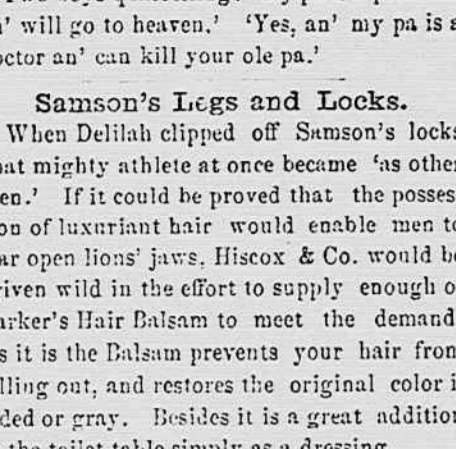 n' will go to heaven.' 'Yes, an' my pa is a
octor an' can kill your ole pa.'
Samson's Legs and Locks.
When Delilah clipped off Samson's locks
hat mighty athlete at once became 'as other
en.' If it could be proved that the posses
on of luxuriant hair would enable men to
ar open lions' jaws, Hiscox & Co. would be
riven wild in the effort to supply enough o
arker's Hair Balsam to meet the demand
s it is the Balsam prevents your hair from
lling out, and restores the original color i
ded or gray. Besides it is a great addition
the toilet table simply as a dressing